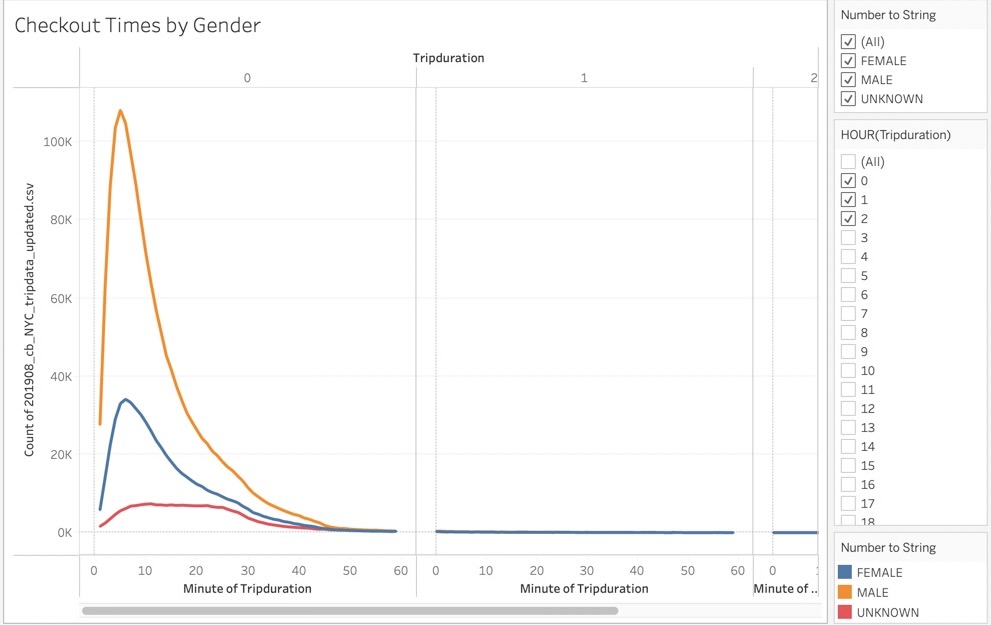 Checkout Times by Gender
Tripduration
0 1 2
Count of 201908_cb_NYC_tripdata_updated.csv
100K
80K
60K
40K
20K
0K
0 10 20 30 40 50 60 0 10 20 30 40 50 60 0
Minute of Tripduration Minute of Tripduration Minute of ..
Number to String
(All)
FEMALE
MALE
UNKNOWN
HOUR(Tripduration)
(All)
0
1
2
3
4
5
6
7
8
9
10
11
12
13
14
15
16
17
18
Number to String
FEMALE
MALE
UNKNOWN